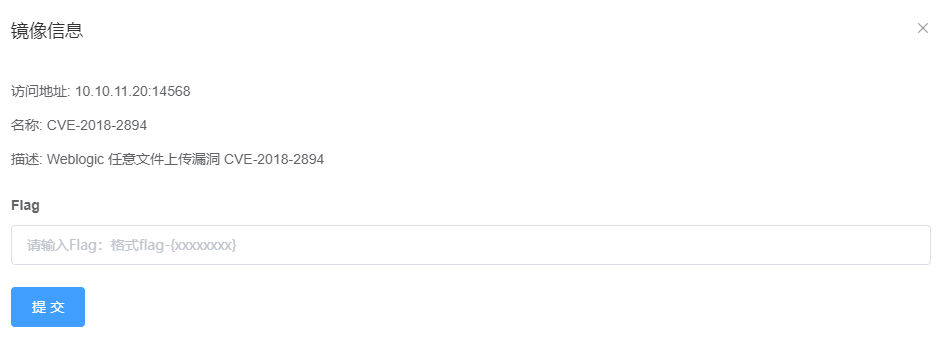 镜像信息
访问地址: 10.10.11.20:14568
名称: CVE-2018-2894
描述: Weblogic 任意文件上传漏洞 CVE-2018-2894
Flag
请输入Flag：格式flag-{xxxxxxxx}
提 交